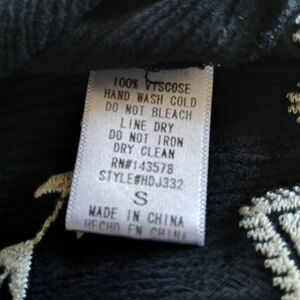 100% VISCOSE
HAND WASH COLD
DO NOT BLEACH
LINE DRY
DO NOT IRON
DRY CLEAN
RN#143578
STYLE#HDJ332
S
MADE IN CHINA
HECHO EN CHINA